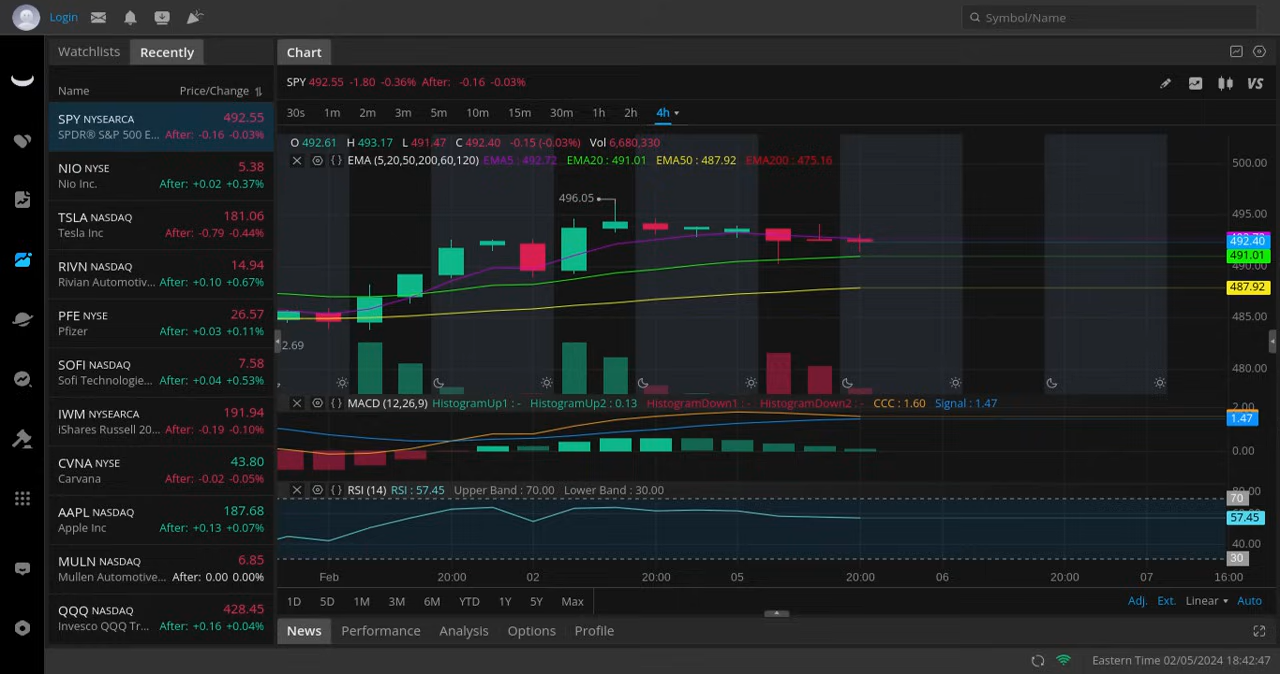 Login
Symbol/Name
Watchlists Recently
Name Price/Change
SPY NYSEARCA 492.55
SPDR® S&P 500 E... After: -0.16 -0.03%
NIO NYSE 5.38
Nio Inc. After: +0.02 +0.37%
TSLA NASDAQ 181.06
Tesla Inc After: -0.79 -0.44%
RIVN NASDAQ 14.94
Rivian Automotiv... After: +0.10 +0.67%
PFE NYSE 26.57
Pfizer After: +0.03 +0.11%
SOFI NASDAQ 7.58
Sofi Technologie... After: +0.04 +0.53%
IWM NYSEARCA 191.94
iShares Russell 20... After: -0.19 -0.10%
CVNA NYSE 43.80
Carvana After: -0.02 -0.05%
AAPL NASDAQ 187.68
Apple Inc After: +0.13 +0.07%
MULN NASDAQ 6.85
Mullen Automotive... After: 0.00 0.00%
QQQ NASDAQ 428.45
Invesco QQQ Tr... After: +0.16 +0.04%
Chart
SPY 492.55 -1.80 -0.36% After: -0.16 -0.03%
VS
30s 1m 2m 3m 5m 10m 15m 30m 1h 2h 4h
O 492.61 H 493.17 L 491.47 C 492.40 -0.15 (-0.03%) Vol 6,680,330
EMA (5,20,50,200,60,120) EMA5 : 492.72 EMA20 : 491.01 EMA50 : 487.92 EMA200 : 475.16
500.00
496.05
495.00
492.40
491.01
490.00
487.92
485.00
2.69
480.00
MACD (12,26,9) HistogramUp1 : - HistogramUp2 : 0.13 HistogramDown1 : - HistogramDown2 : - CCC : 1.60 Signal : 1.47
2.00
1.47
0.00
RSI (14) RSI : 57.45 Upper Band : 70.00 Lower Band : 30.00
80.00
70
57.45
40.00
30
Feb 20:00 02 20:00 05 20:00 06 20:00 07 16:00
1D 5D 1M 3M 6M YTD 1Y 5Y Max
Adj. Ext. Linear Auto
News Performance Analysis Options Profile
Eastern Time 02/05/2024 18:42:47